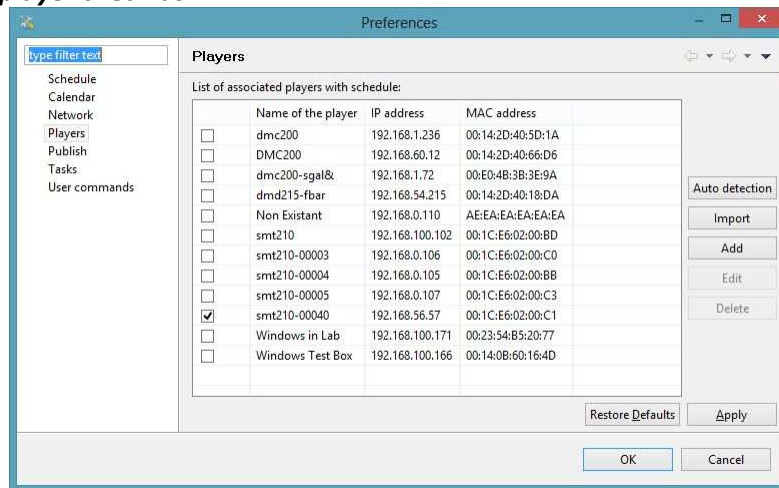 Preferences
type filter text
Schedule
Calendar
Network
Players
Publish
Tasks
User commands
Players
List of associated players with schedule:
Name of the player IP address MAC address
dmc200 192.168.1.236 00:14:2D:40:5D:1A
DMC200 192.168.60.12 00:14:2D:40:66:D6
dmc200-sgal& 192.168.1.72 00:E0:4B:3B:3E:9A
dmd215-fbar 192.168.54.215 00:14:2D:40:18:DA
Non Existant 192.168.0.110 AE:EA:EA:EA:EA:EA
smt210 192.168.100.102 00:1C:E6:02:00:BD
smt210-00003 192.168.0.106 00:1C:E6:02:00:C0
smt210-00004 192.168.0.105 00:1C:E6:02:00:BB
smt210-00005 192.168.0.107 00:1C:E6:02:00:C3
smt210-00040 192.168.56.57 00:1C:E6:02:00:C1
Windows in Lab 192.168.100.171 00:23:54:B5:20:77
Windows Test Box 192.168.100.166 00:14:0B:60:16:4D
Auto detection
Import
Add
Edit
Delete
Restore Defaults
Apply
OK
Cancel